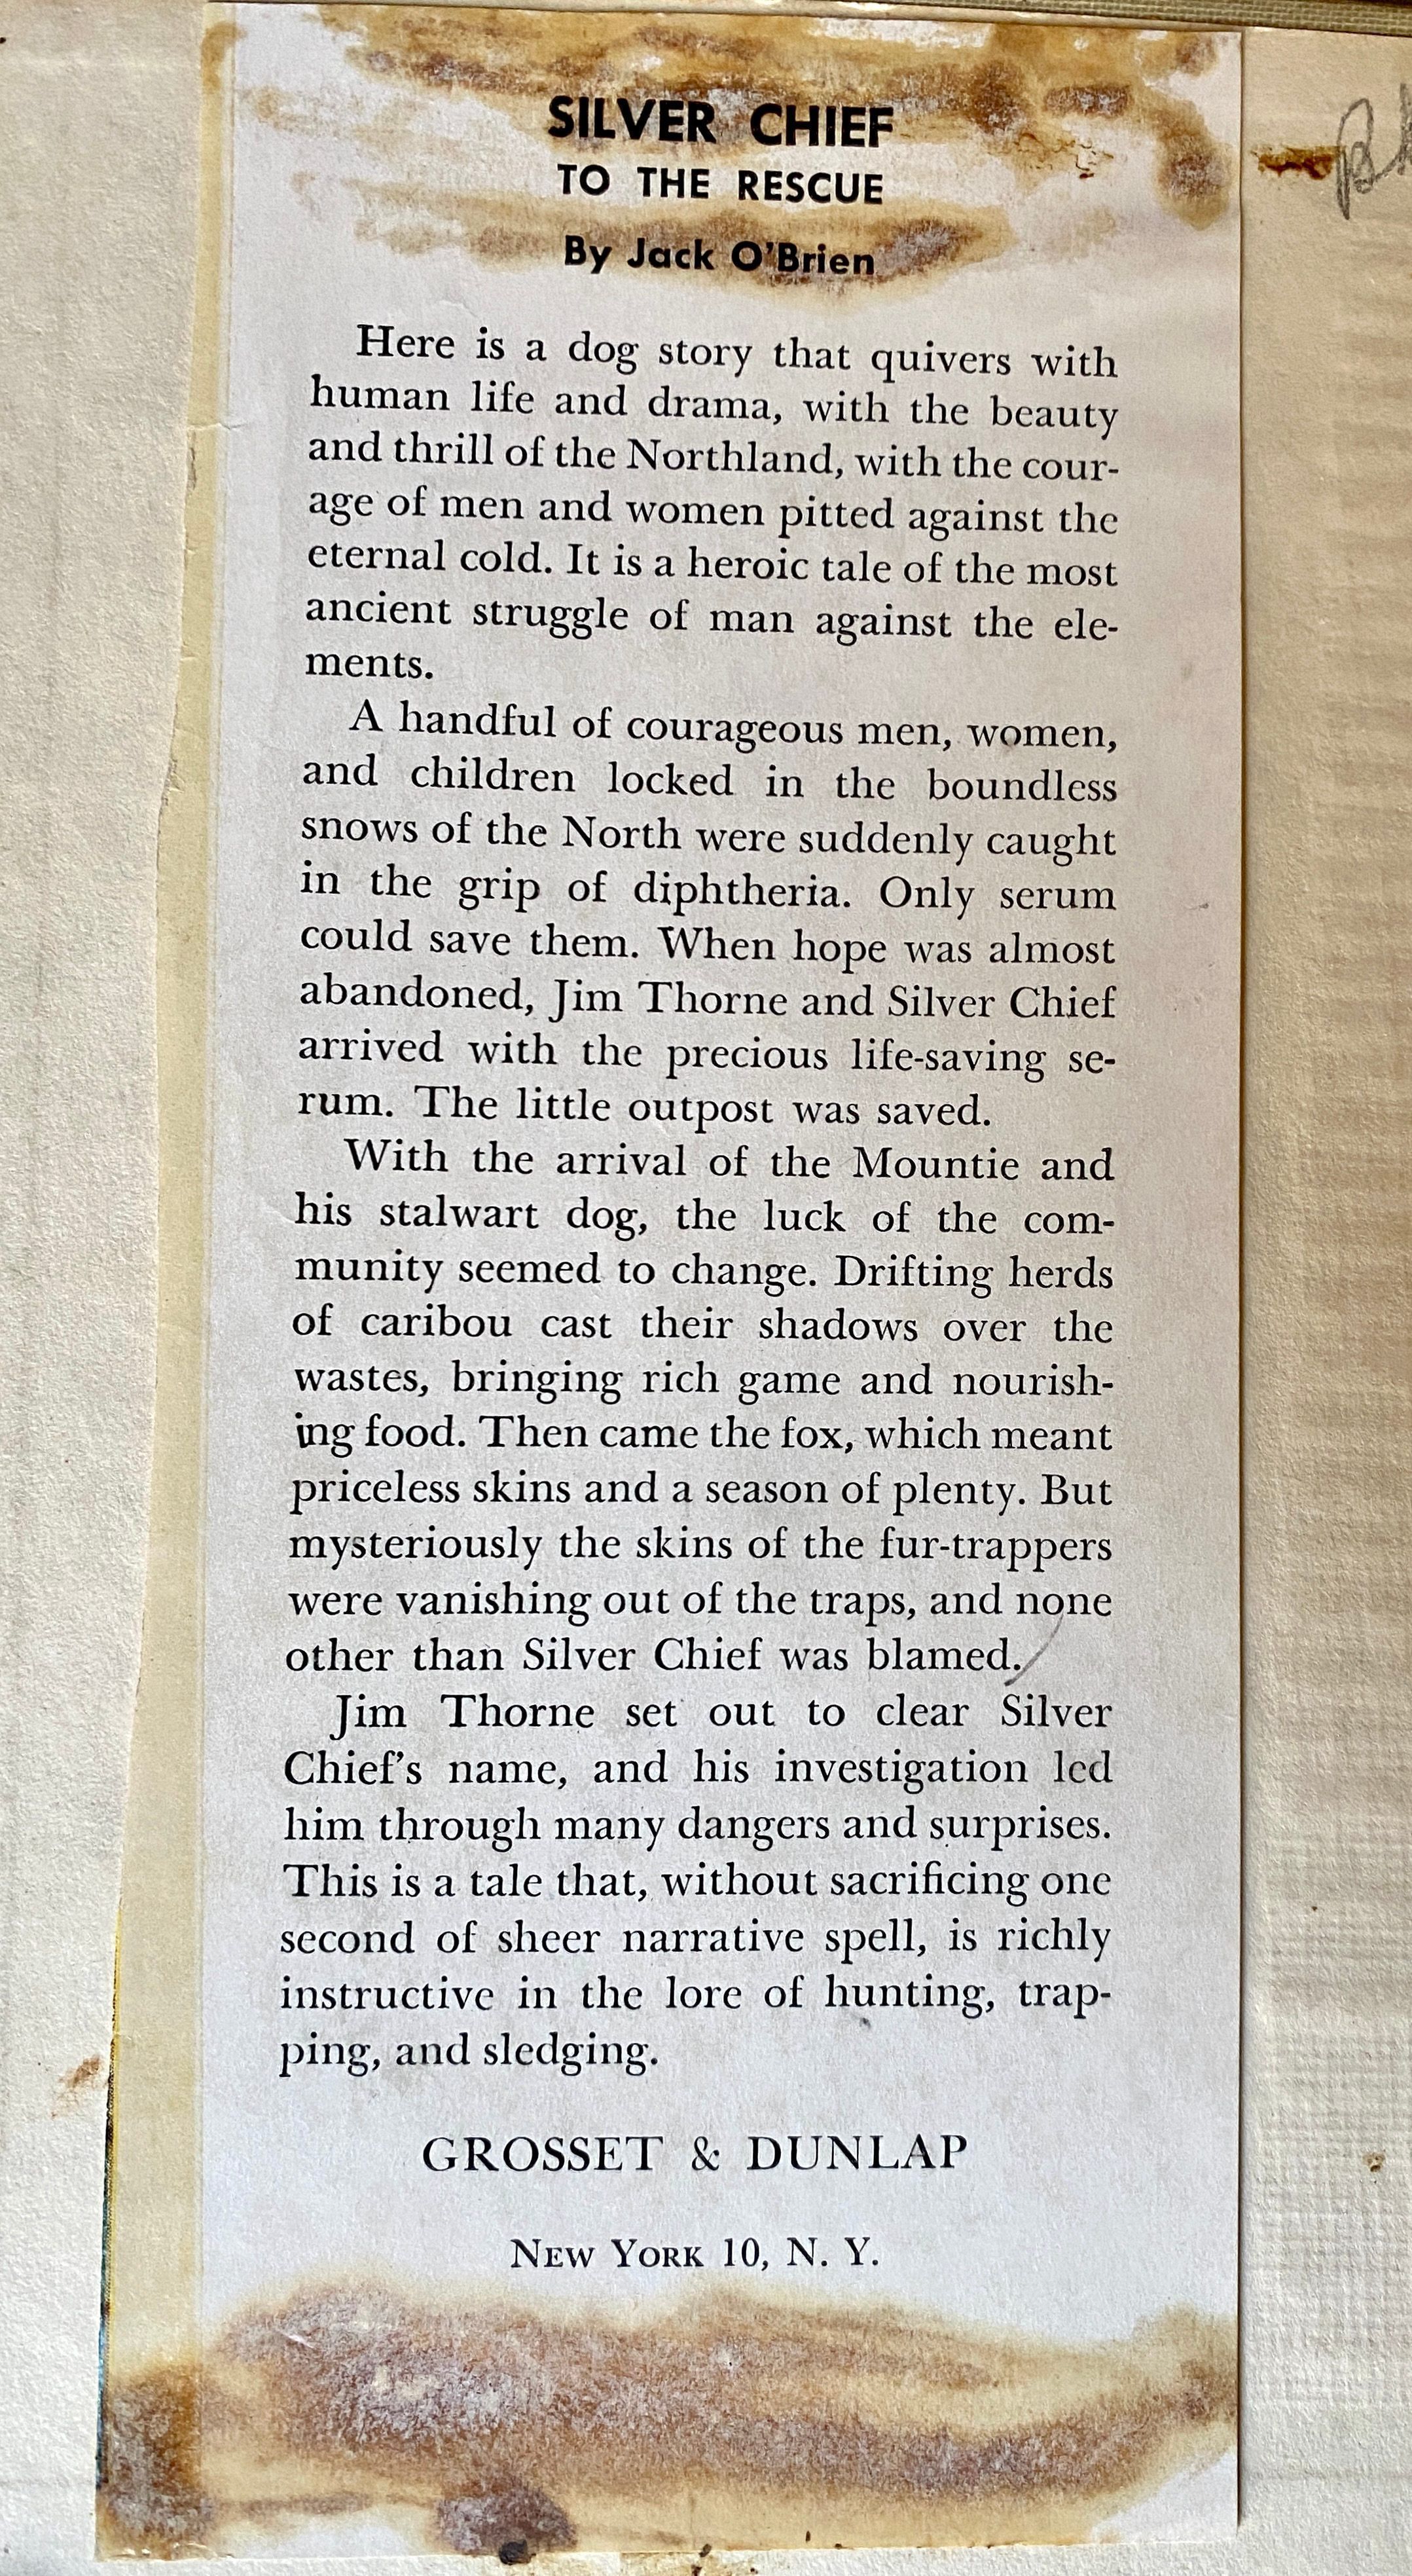 SILVER CHIEF
TO THE RESCUE
By Jack O'Brien
Here is a dog story that quivers with
human life and drama, with the beauty
and thrill of the Northland, with the cour-
age of men and women pitted against the
eternal cold. It is a heroic tale of the most
ancient struggle of man against the ele-
ments.
A handful of courageous men, women,
and children locked in the boundless
snows of the North were suddenly caught
in the grip of diphtheria. Only serum
could save them. When hope was almost
abandoned, Jim Thorne and Silver Chief
arrived with the precious life-saving se-
rum. The little outpost was saved.
With the arrival of the Mountie and
his stalwart dog, the luck of the com-
munity seemed to change. Drifting herds
of caribou cast their shadows over the
wastes, bringing rich game and nourish-
ing food. Then came the fox, which meant
priceless skins and a season of plenty. But
mysteriously the skins of the fur-trappers
were vanishing out of the traps, and none
other than Silver Chief was blamed.
Jim Thorne set out to clear Silver
Chief's name, and his investigation led
him through many dangers and surprises.
This is a tale that, without sacrificing one
second of sheer narrative spell, is richly
instructive in the lore of hunting, trap-
ping, and sledging.
GROSSET & DUNLAP
NEW YORK 10, N. Y.